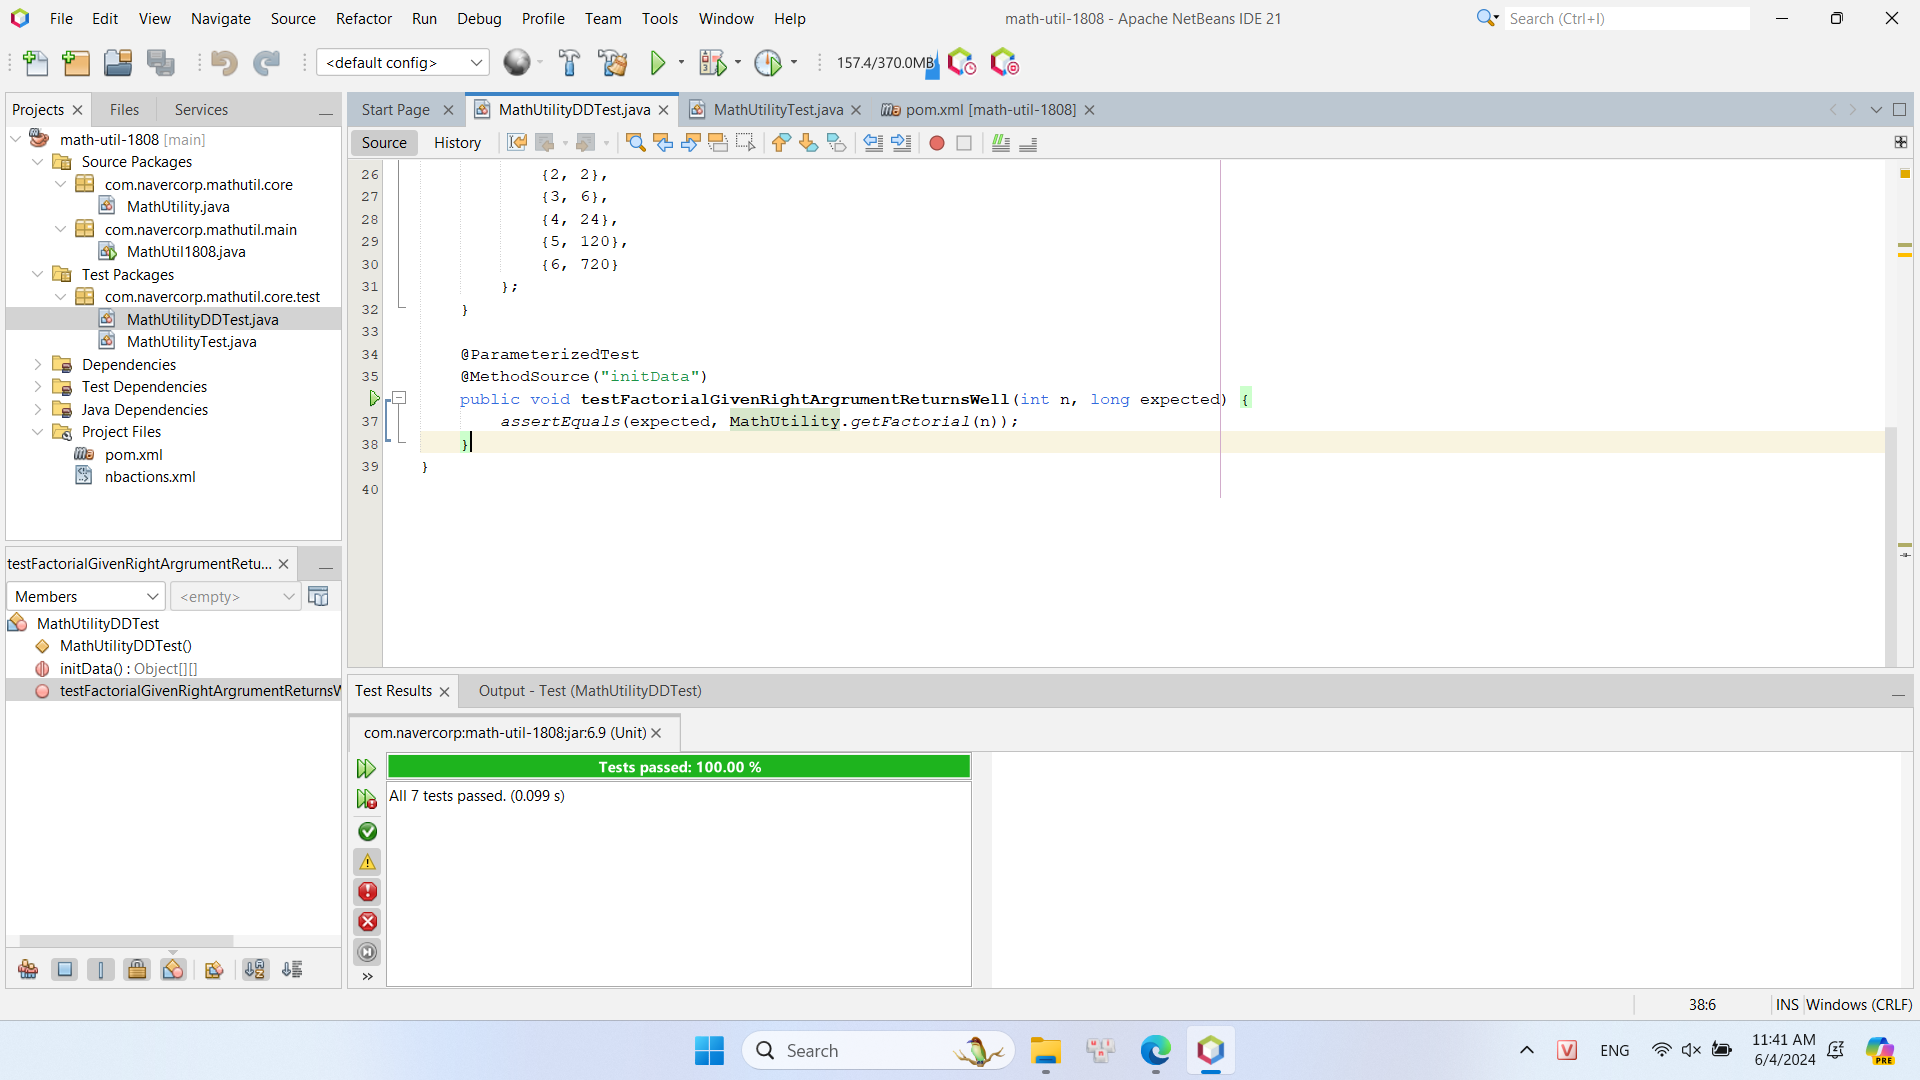 File Edit View Navigate Source Refactor Run Debug Profile Team Tools Window Help
math-util-1808 - Apache NetBeans IDE 21
Search (Ctrl+I)
<default config>
157.4/370.0MB
Projects Files Services
math-util-1808 [main]
Source Packages
com.navercorp.mathutil.core
MathUtility.java
com.navercorp.mathutil.main
MathUtil1808.java
Test Packages
com.navercorp.mathutil.core.test
MathUtilityDDTest.java
MathUtilityTest.java
Dependencies
Test Dependencies
Java Dependencies
Project Files
pom.xml
nbactions.xml
testFactorialGivenRightArgrumentRetu...
Members
<empty>
MathUtilityDDTest
MathUtilityDDTest()
initData() : Object[][]
testFactorialGivenRightArgrumentReturnsW
Start Page MathUtilityDDTest.java MathUtilityTest.java pom.xml [math-util-1808]
Source History
26 {2, 2},
27 {3, 6},
28 {4, 24},
29 {5, 120},
30 {6, 720}
31 };
32 }
33
34 @ParameterizedTest
35 @MethodSource("initData")
public void testFactorialGivenRightArgrumentReturnsWell(int n, long expected) {
37 assertEquals(expected, MathUtility.getFactorial(n));
38 }
39 }
40
Test Results Output - Test (MathUtilityDDTest)
com.navercorp:math-util-1808:jar:6.9 (Unit)
Tests passed: 100.00 %
All 7 tests passed. (0.099 s)
38:6 INS Windows (CRLF)
Search
ENG
11:41 AM
6/4/2024
PRE